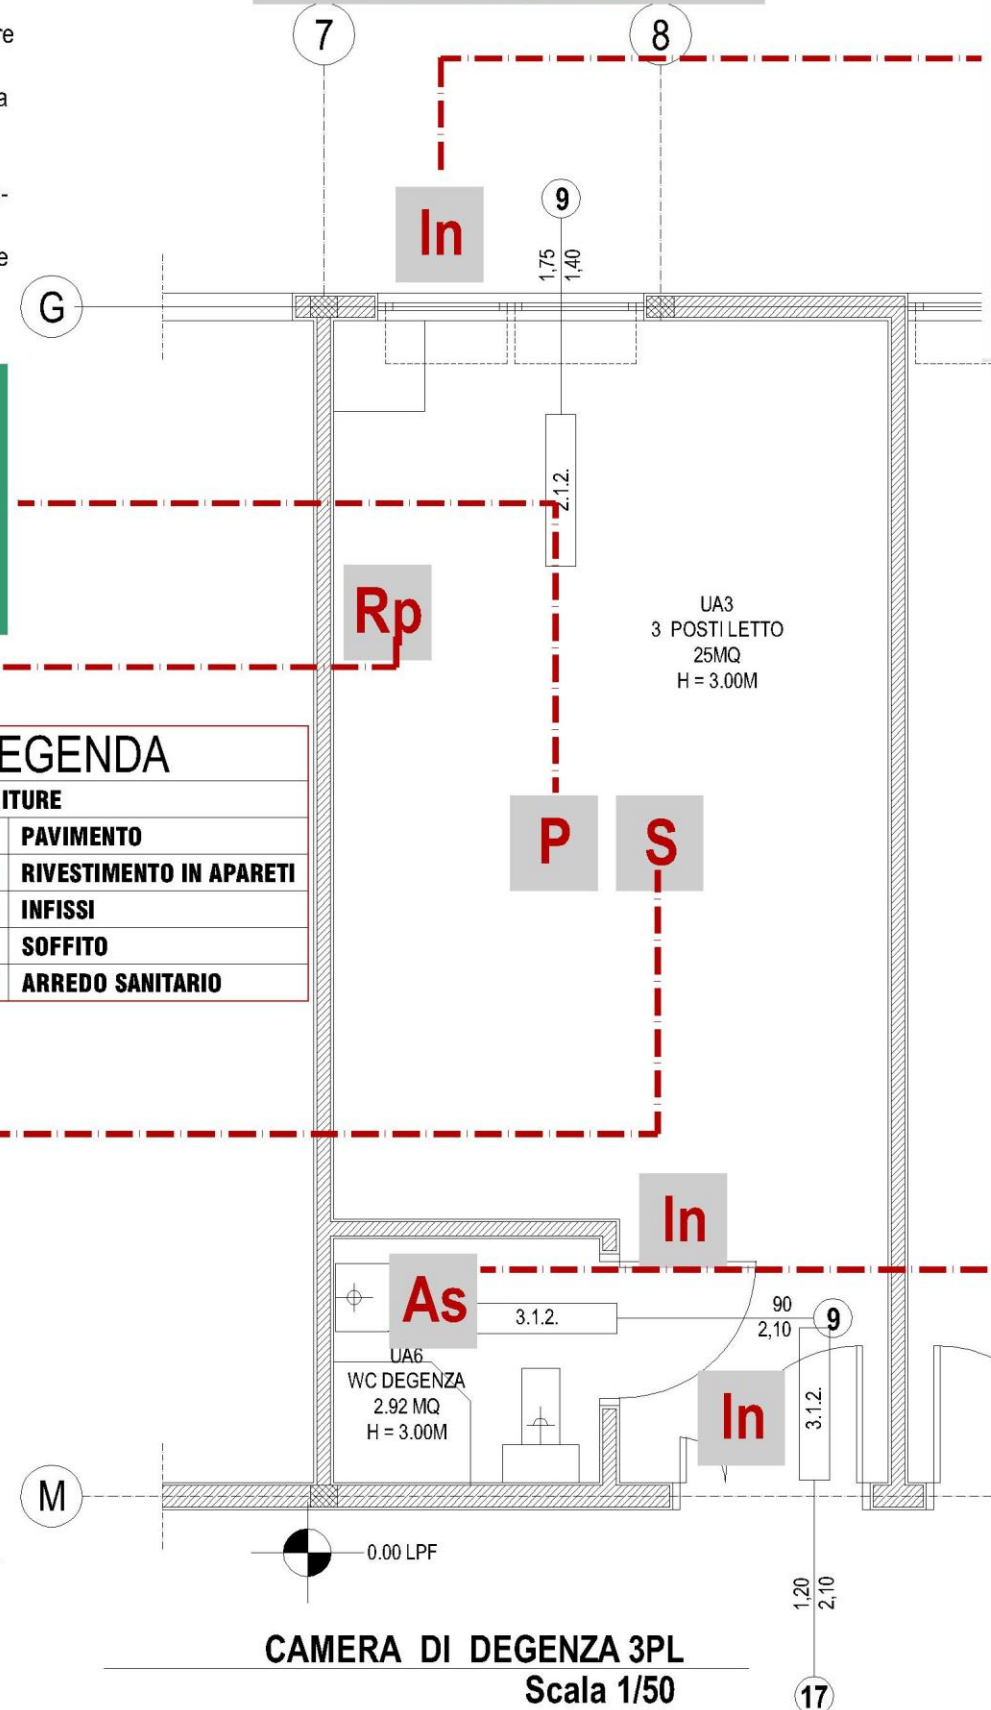 re
a
-
e
7
8
In
9
1,75
1,40
G
2.1.2.
Rp
UA3
3 POSTI LETTO
25MQ
H = 3.00M
EGENDA
ITURE
PAVIMENTO
RIVESTIMENTO IN APARETI
INFISSI
SOFFITO
ARREDO SANITARIO
P
S
In
As
3.1.2.
90
2,10
9
UA6
WC DEGENZA
2.92 MQ
H = 3.00M
In
3.1.2.
M
0.00 LPF
1,20
2,10
CAMERA DI DEGENZA 3PL
Scala 1/50
17